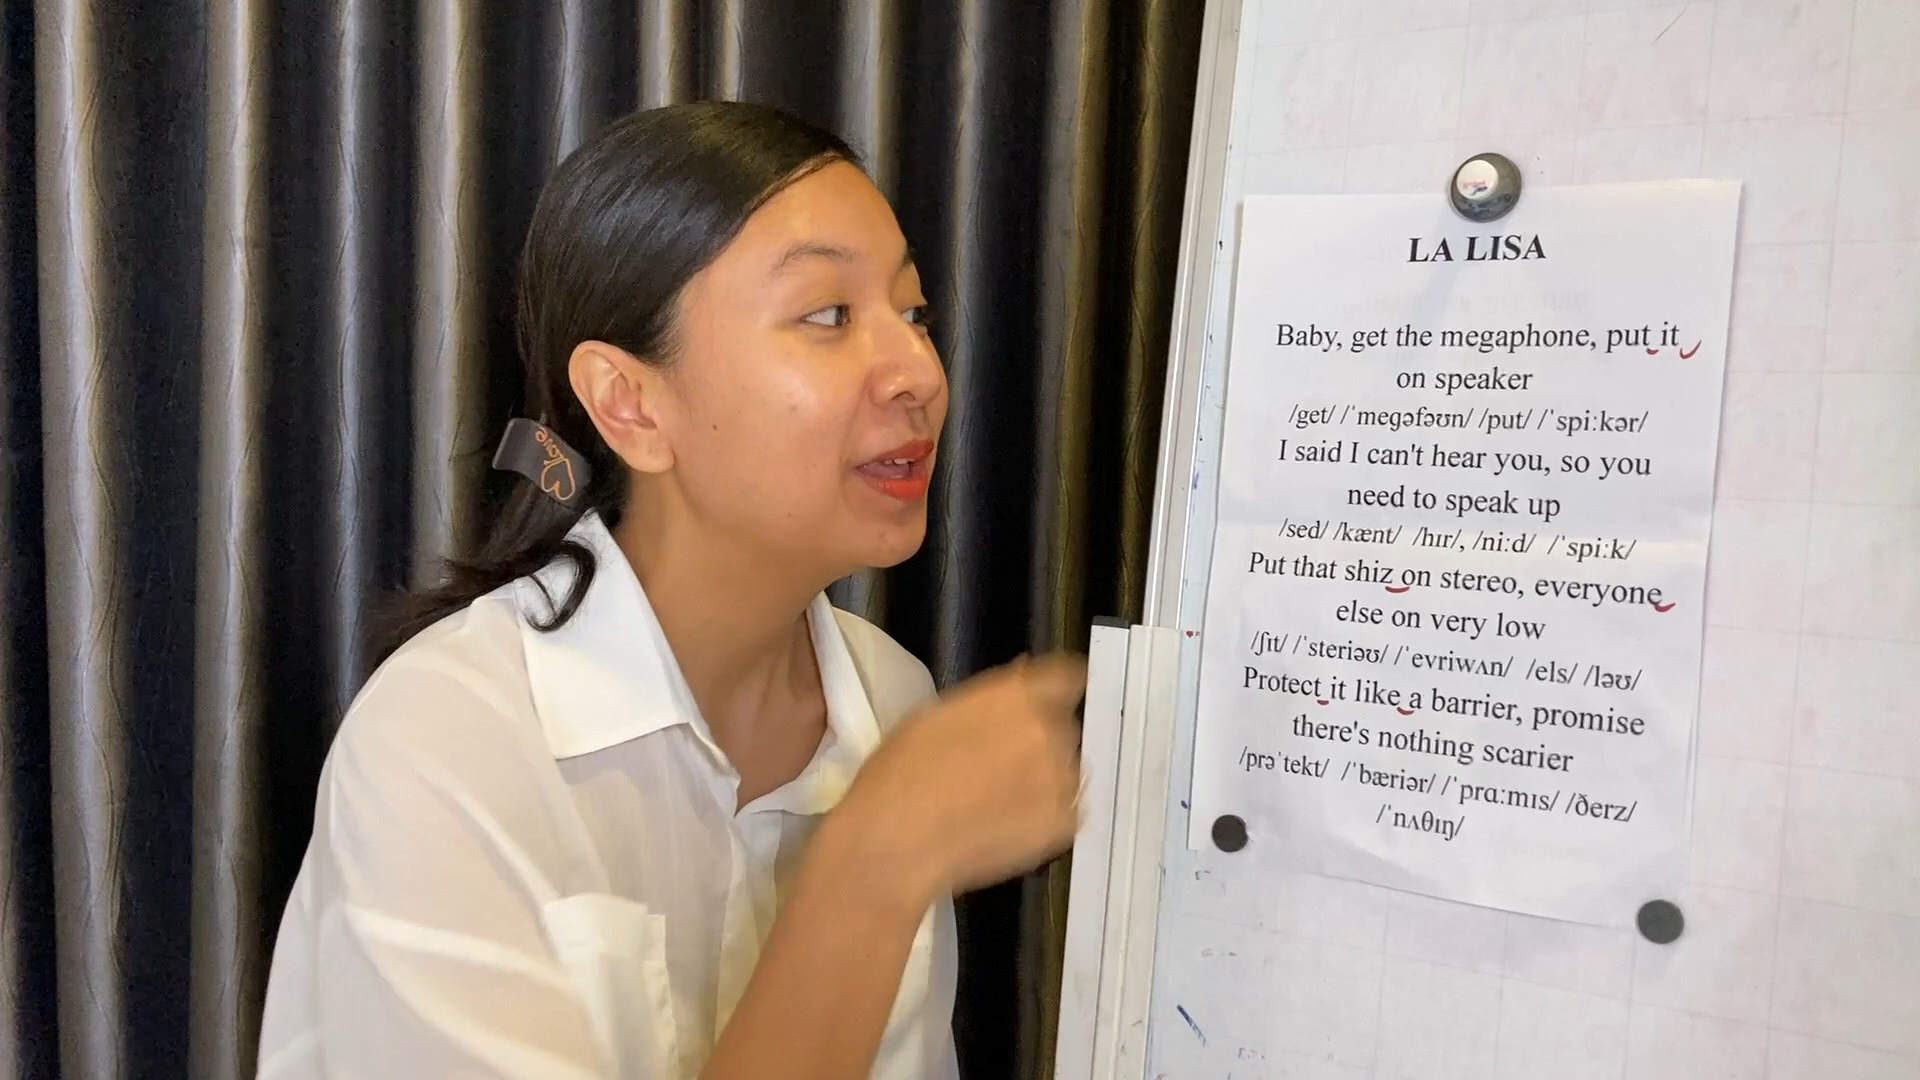 love
LA LISA
Baby, get the megaphone, put it
on speaker
/get/ /ˈmeɡəfəʊn/ /put/ /ˈspiːkər/
I said I can't hear you, so you
need to speak up
/sed/ /kænt/ /hɪr/, /niːd/ /ˈspiːk/
Put that shiz on stereo, everyone
else on very low
/ʃɪt/ /ˈsteriəʊ/ /ˈevriwʌn/ /els/ /ləʊ/
Protect it like a barrier, promise
there's nothing scarier
/prəˈtekt/ /ˈbæriər/ /ˈprɑːmɪs/ /ðerz/
/ˈnʌθɪŋ/